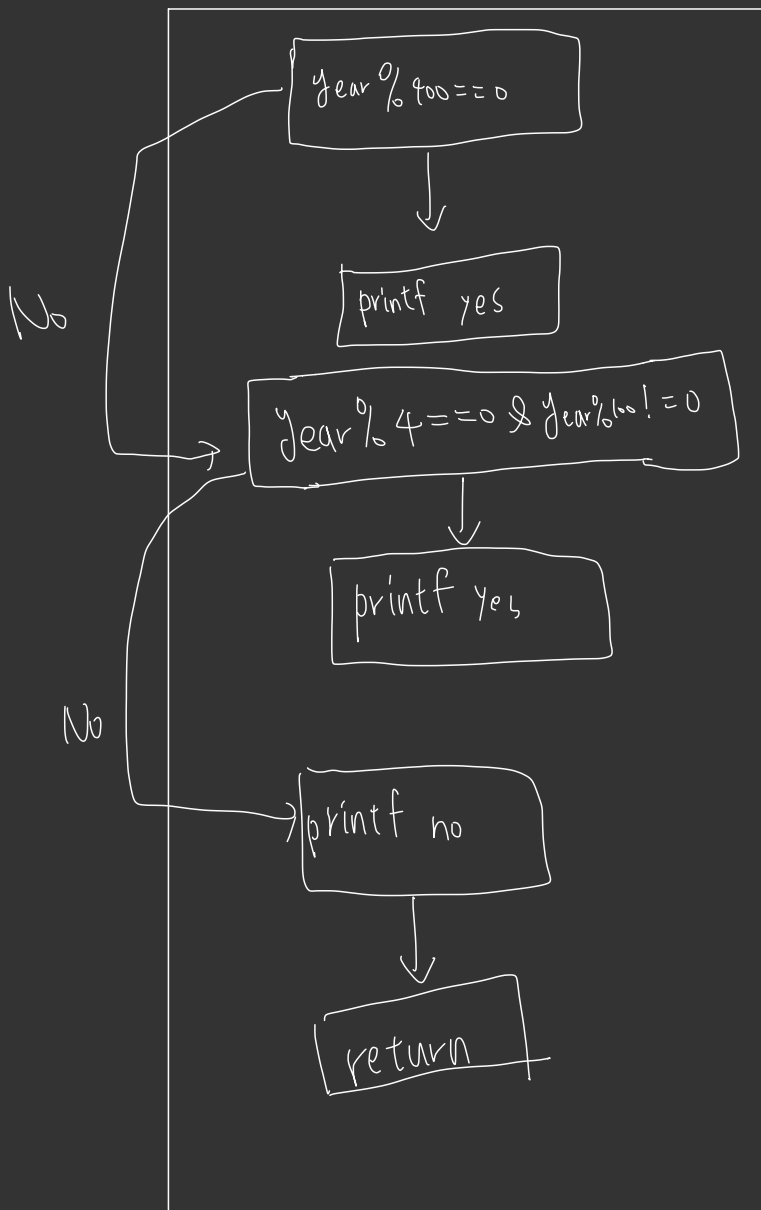 year % 400 == 0
printf yes
No
year % 4 == 0 & year % 100 != 0
printf yes
No
printf no
return